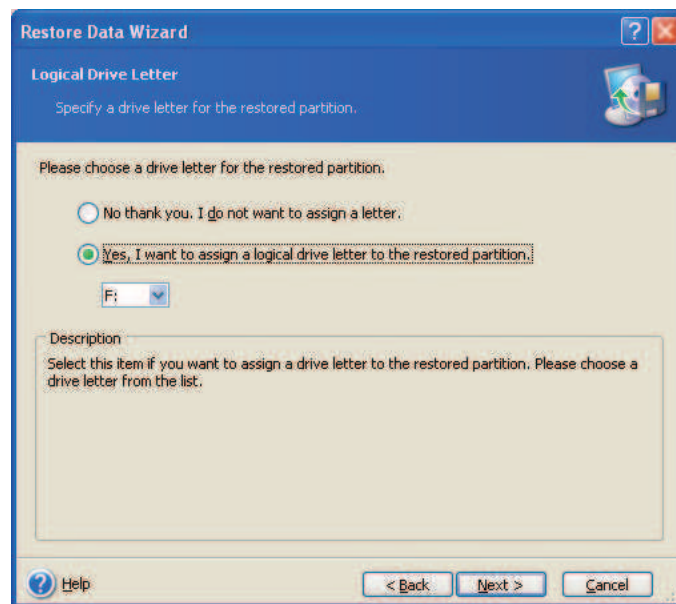 Restore Data Wizard
Logical Drive Letter
Specify a drive letter for the restored partition.
Please choose a drive letter for the restored partition.
No thank you. I do not want to assign a letter.
Yes, I want to assign a logical drive letter to the restored partition.
F:
Description
Select this item if you want to assign a drive letter to the restored partition. Please choose a
drive letter from the list.
Help
< Back
Next >
Cancel